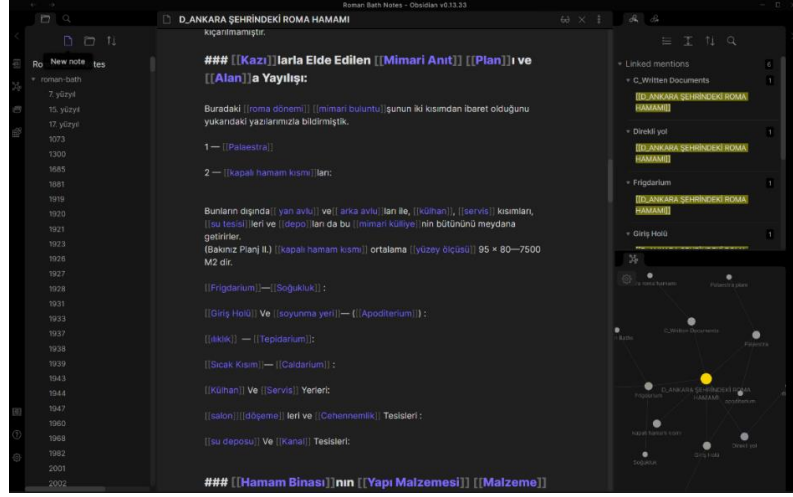 Roman Bath Notes - Obsidian v0.13.33
D_ANKARA ŞEHRİNDEKİ ROMA HAMAMI
New note
roman-bath
7. yüzyıl
15. yüzyıl
17. yüzyıl
1073
1300
1685
1881
1919
1920
1921
1923
1926
1927
1928
1931
1933
1937
1938
1939
1943
1944
1947
1960
1968
1982
2001
2002
kıçarılmamıştır.
### [[Kazı]]larla Elde Edilen [[Mimari Anıt]] [[Plan]]ı ve
[[Alan]]a Yayılışı:
Buradaki [[roma dönemi]] [[mimari buluntu]]şunun iki kısımdan ibaret olduğunu
yukarıdaki yazılarımızla bildirmiştik.
1 — [[Palaestra]]
2 — [[kapalı hamam kısmı]]ları:
Bunların dışında[[ yan avlu]] ve[[ arka avlu]]ları ile, [[külhan]], [[servis]] kısımları,
[[su tesisi]]leri ve [[depo]]ları da bu [[mimari külliye]]nin bütününü meydana
getirirler.
(Bakınız Planj II.) [[kapalı hamam kısmı]] ortalama [[yüzey ölçüsü]] 95 × 80—7500
M2 dir.
[[Frigdarium]]—[[Soğukluk]] :
[[Giriş Holü]] Ve [[soyunma yeri]]— ([[Apoditerium]]) :
[[ılıklık]] — [[Tepidarium]]:
[[Sıcak Kısım]]— [[Caldarium]] :
[[Külhan]] Ve [[Servis]] Yerleri:
[[salon]][[döşeme]] leri ve [[Cehennemlik]] Tesisleri :
[[su deposu]] Ve [[Kanal]] Tesisleri:
### [[Hamam Binası]]nın [[Yapı Malzemesi]] [[Malzeme]]
Linked mentions 6
C_Written Documents 1
[[D_ANKARA ŞEHRİNDEKİ ROMA
HAMAMI]]
Direkli yol 1
[[D_ANKARA ŞEHRİNDEKİ ROMA
HAMAMI]]
Frigdarium 1
[[D_ANKARA ŞEHRİNDEKİ ROMA
HAMAMI]]
Giriş Holü 1
Palaestra planı
C_Written Documents
Palaestra
D_ANKARA ŞEHRİNDEKİ ROMA
HAMAMI
Frigdarium
apoditarium
kapalı hamam kısmı
Direkli yol
Giriş Holü
Soğukluk